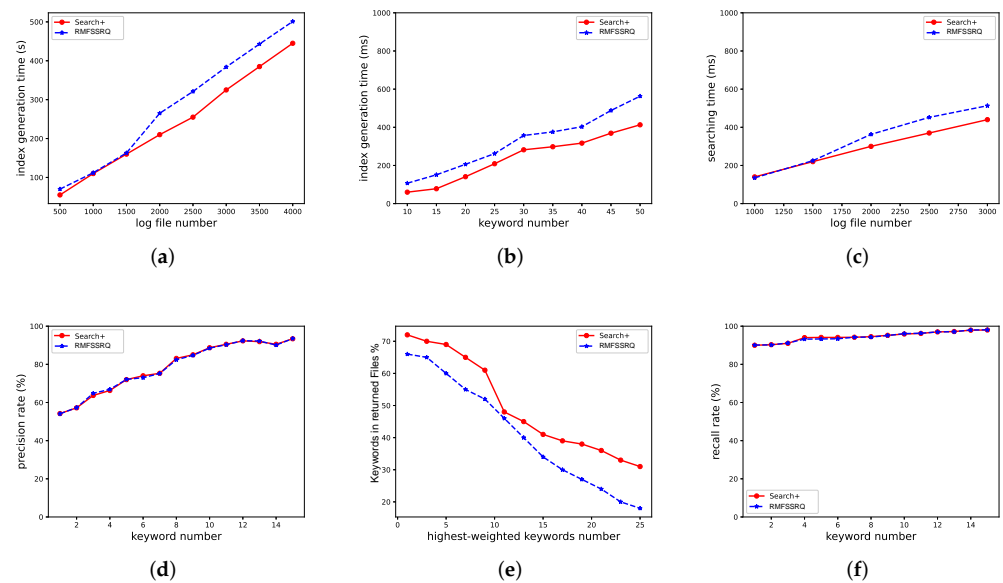 Search+
RMFSSRQ
index generation time (s)
500
400
300
200
100
500 1000 1500 2000 2500 3000 3500 4000
log file number
(a)
Search+
RMFSSRQ
index generation time (ms)
1000
800
600
400
200
0
10 15 20 25 30 35 40 45 50
keyword number
(b)
Search+
RMFSSRQ
searching time (ms)
1000
800
600
400
200
0
1000 1250 1500 1750 2000 2250 2500 2750 3000
log file number
(c)
Search+
RMFSSRQ
precision rate (%)
100
80
60
40
20
0
2 4 6 8 10 12 14
keyword number
(d)
Search+
RMFSSRQ
Keywords in returned Files %
70
60
50
40
30
20
0 5 10 15 20 25
highest-weighted keywords number
(e)
recall rate (%)
100
80
60
40
20
0
Search+
RMFSSRQ
2 4 6 8 10 12 14
keyword number
(f)